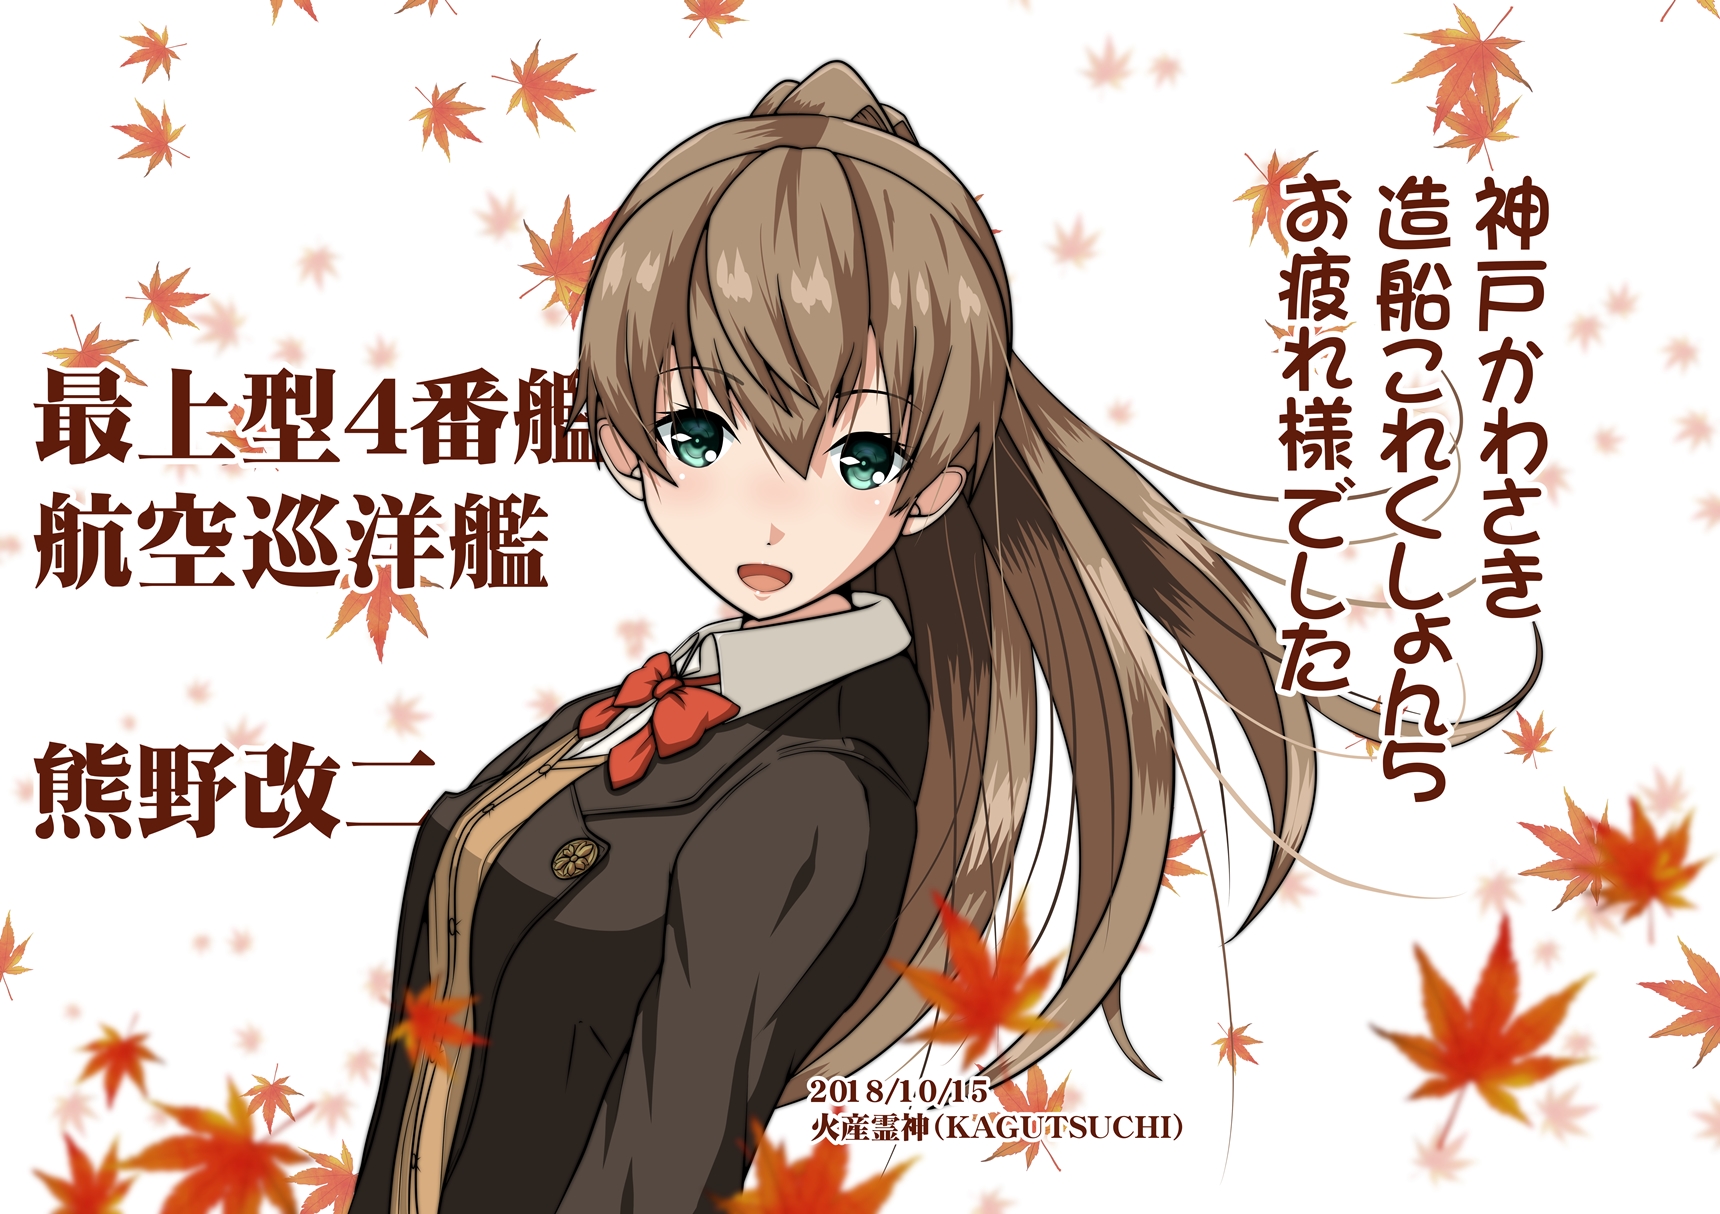 神戸かわさき
造船これくしょんら
お疲れ様でした
最上型4番艦
航空巡洋艦
熊野改二
2018/10/15
火産霊神(KAGUTSUCHI)